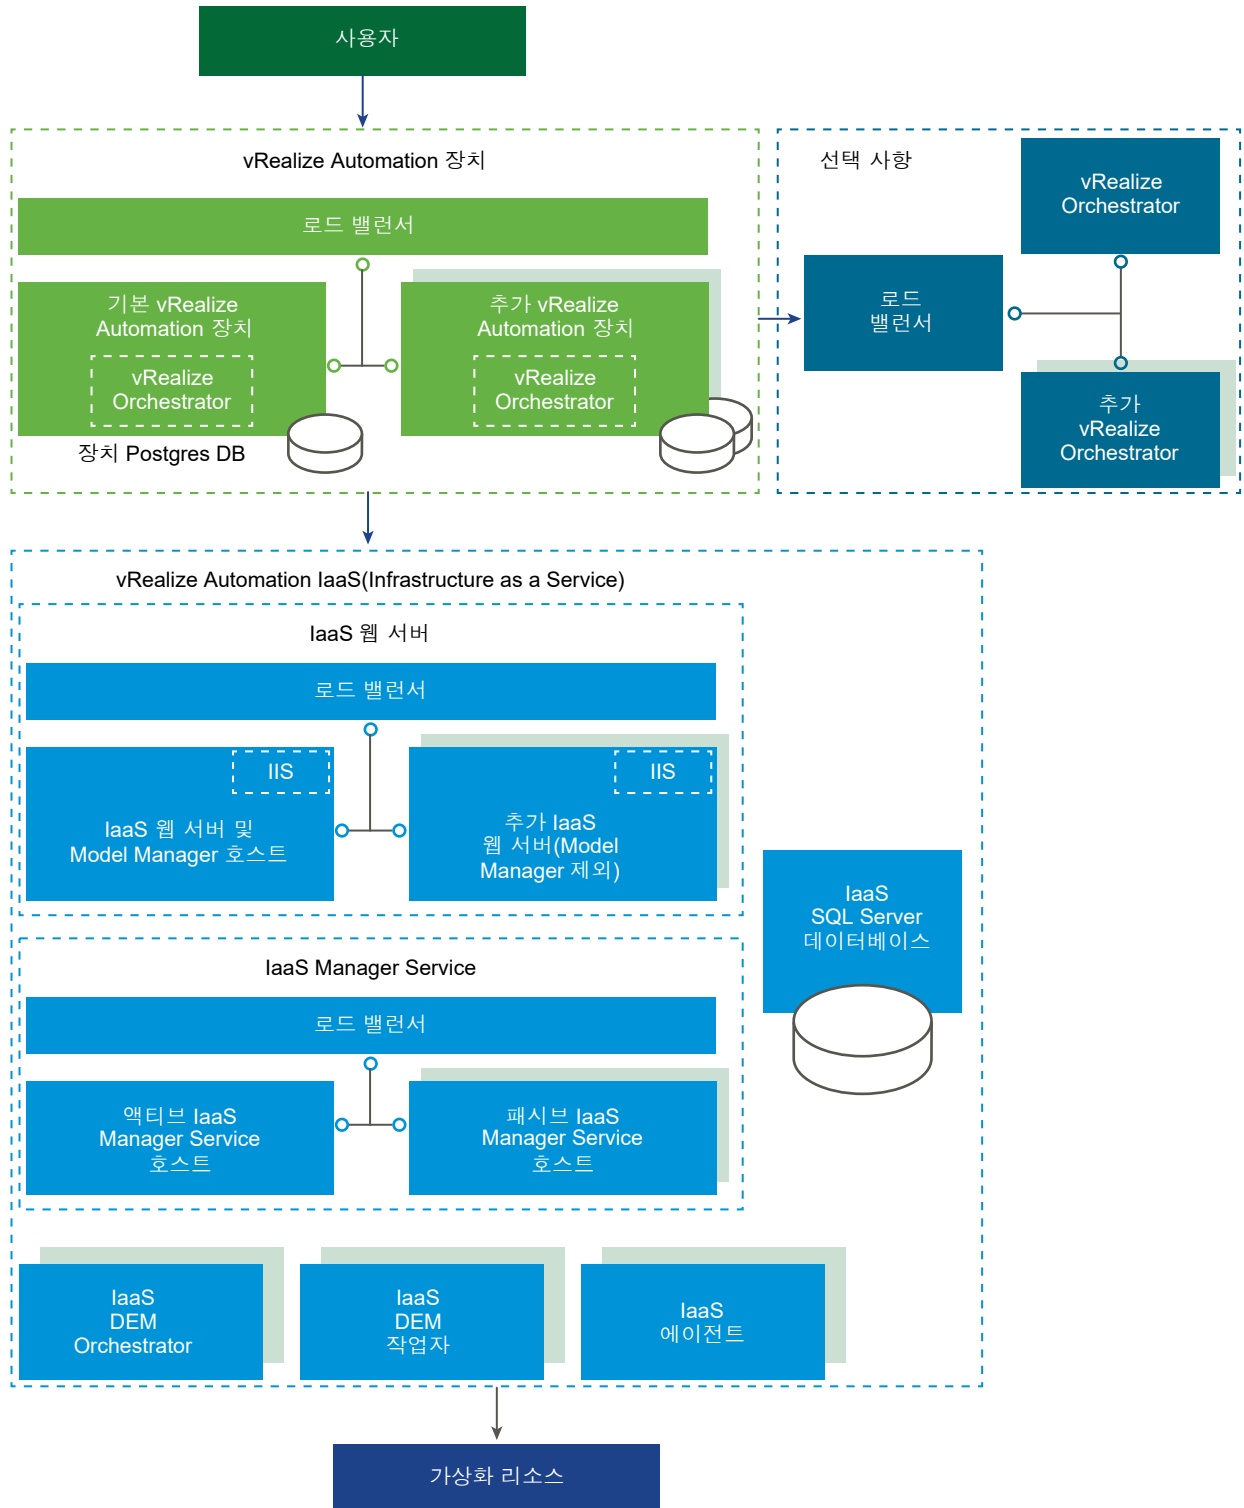 사용자
vRealize Automation 장치
로드 밸런서
기본 vRealize
Automation 장치
vRealize
Orchestrator
추가 vRealize
Automation 장치
vRealize
Orchestrator
장치 Postgres DB
선택 사항
vRealize
Orchestrator
로드
밸런서
추가
vRealize
Orchestrator
vRealize Automation IaaS(Infrastructure as a Service)
IaaS 웹 서버
로드 밸런서
IIS
IaaS 웹 서버 및
Model Manager 호스트
IIS
추가 IaaS
웹 서버(Model
Manager 제외)
IaaS
SQL Server
데이터베이스
IaaS Manager Service
로드 밸런서
액티브 IaaS
Manager Service
호스트
패시브 IaaS
Manager Service
호스트
IaaS
DEM
Orchestrator
IaaS
DEM
작업자
IaaS
에이전트
가상화 리소스